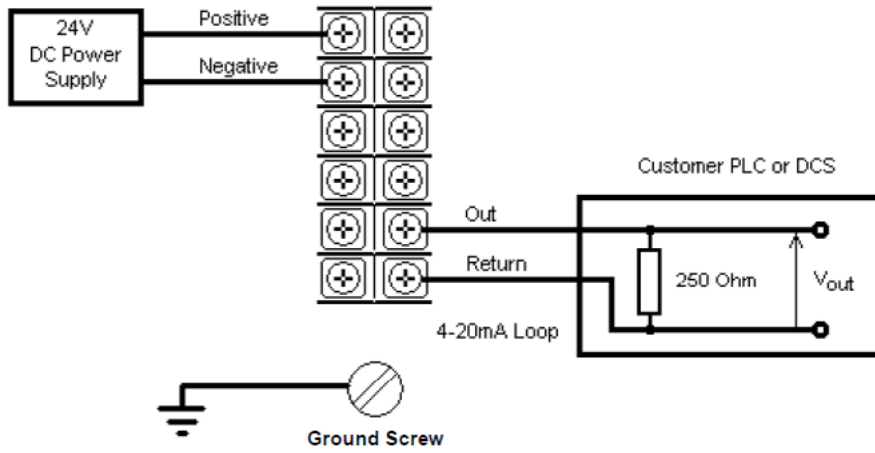 24V
DC Power
Supply
Positive
Negative
Customer PLC or DCS
Out
Return
250 Ohm
Vout
4-20mA Loop
Ground Screw